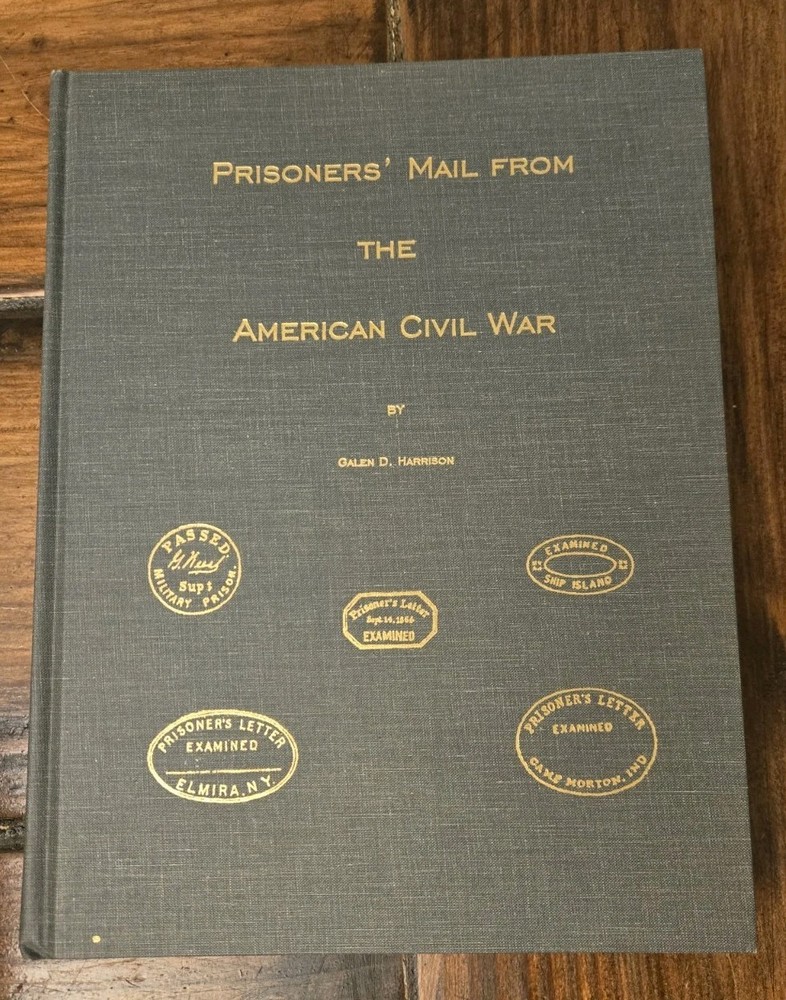 PRISONERS' MAIL FROM
THE
AMERICAN CIVIL WAR
BY
GALEN D. HARRISON
PASSED.
Supt
MILITARY PRISON.
EXAMINED
SHIP ISLAND
Prisoner's Letter
Sept. 14, 1864
EXAMINED
PRISONER'S LETTER
EXAMINED
ELMIRA, N.Y.
PRISONER'S LETTER
EXAMINED
CAMP MORTON, IND